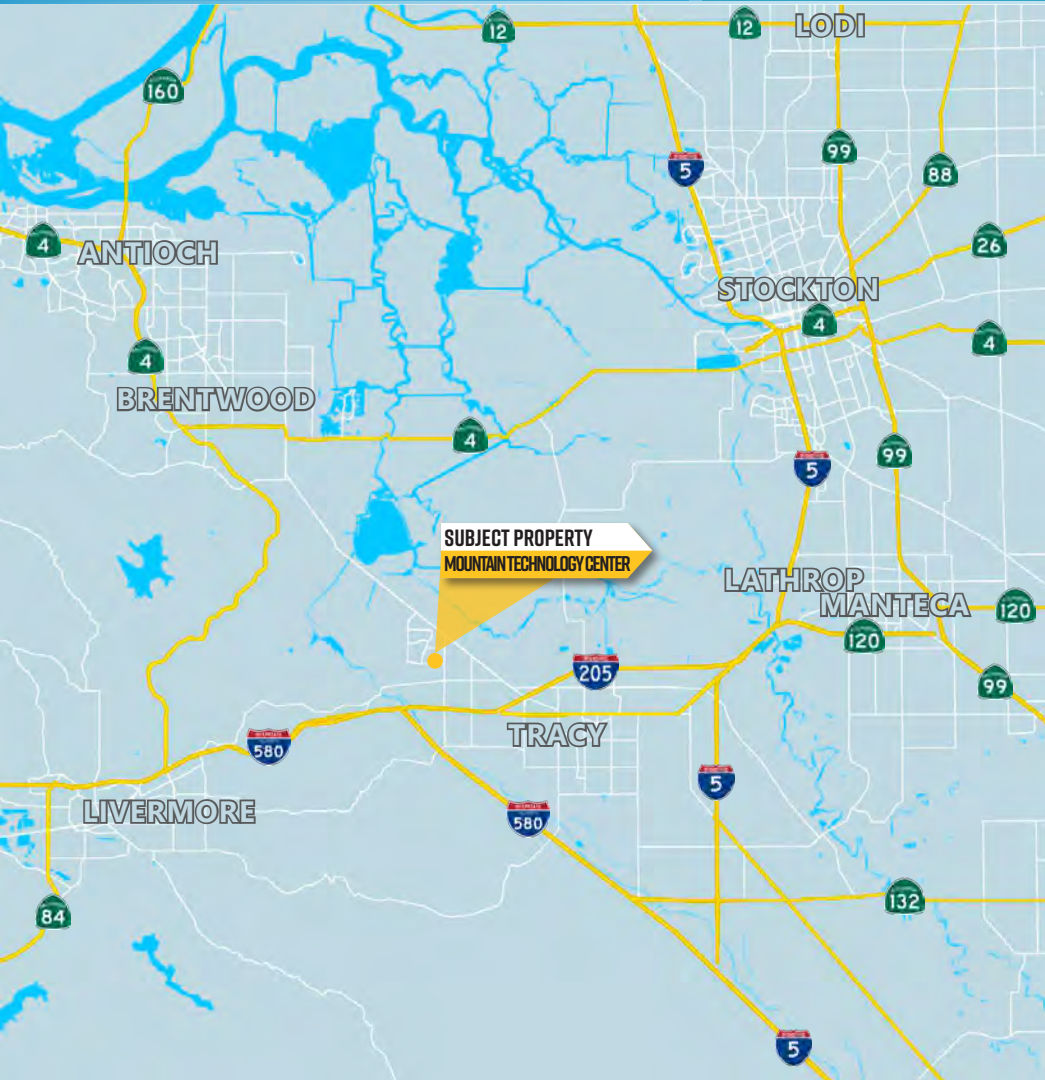 12
12
LODI
160
99
5
88
4
ANTIOCH
26
STOCKTON
4
4
4
BRENTWOOD
4
99
5
SUBJECT PROPERTY
MOUNTAIN TECHNOLOGY CENTER
LATHROP
MANTECA
120
120
205
99
TRACY
580
5
LIVERMORE
580
132
84
5